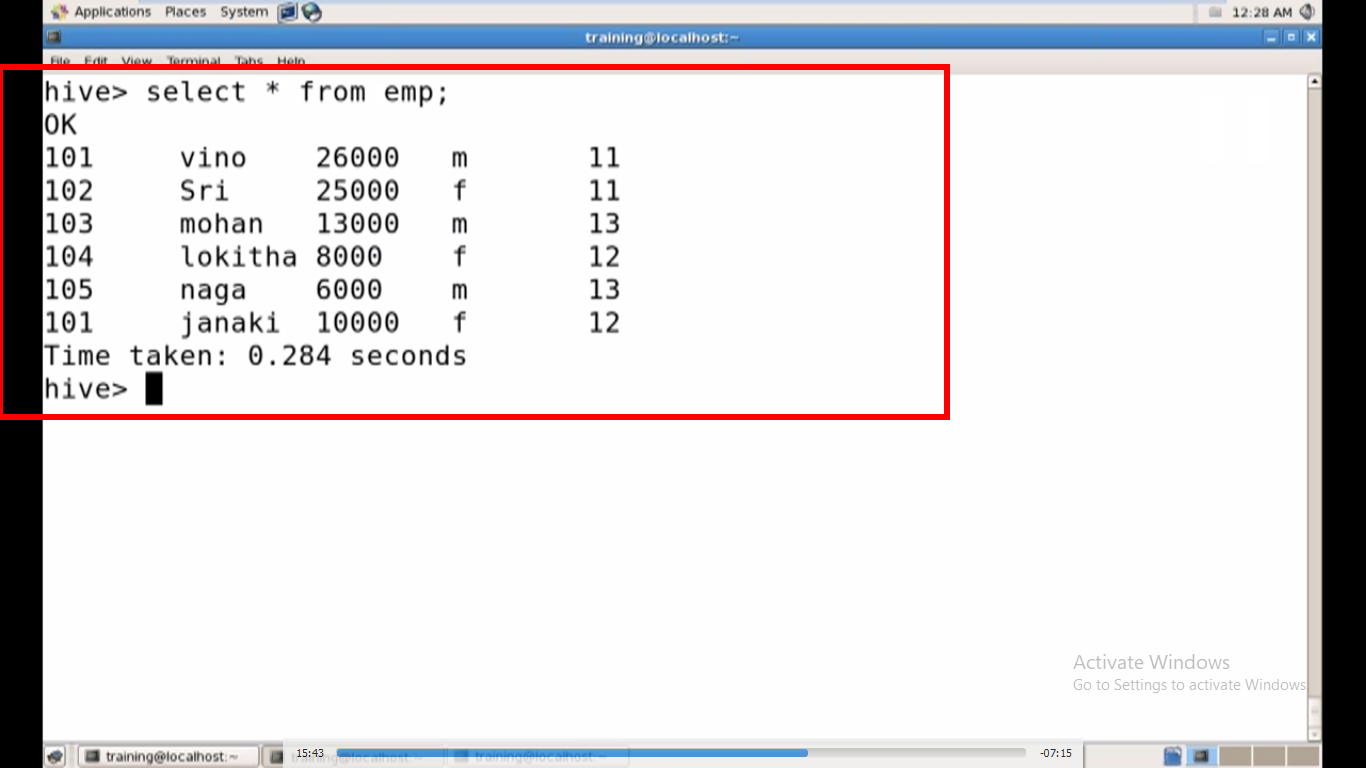 Applications Places System 12:28 AM
training@localhost:~
File Edit View Terminal Tabs Help
hive> select * from emp;
OK
101 vino 26000 m 11
102 Sri 25000 f 11
103 mohan 13000 m 13
104 lokitha 8000 f 12
105 naga 6000 m 13
101 janaki 10000 f 12
Time taken: 0.284 seconds
hive>
Activate Windows
Go to Settings to activate Windows
training@localhost:~ training@localhost:~ training@localhost:~
15:43 -07:15